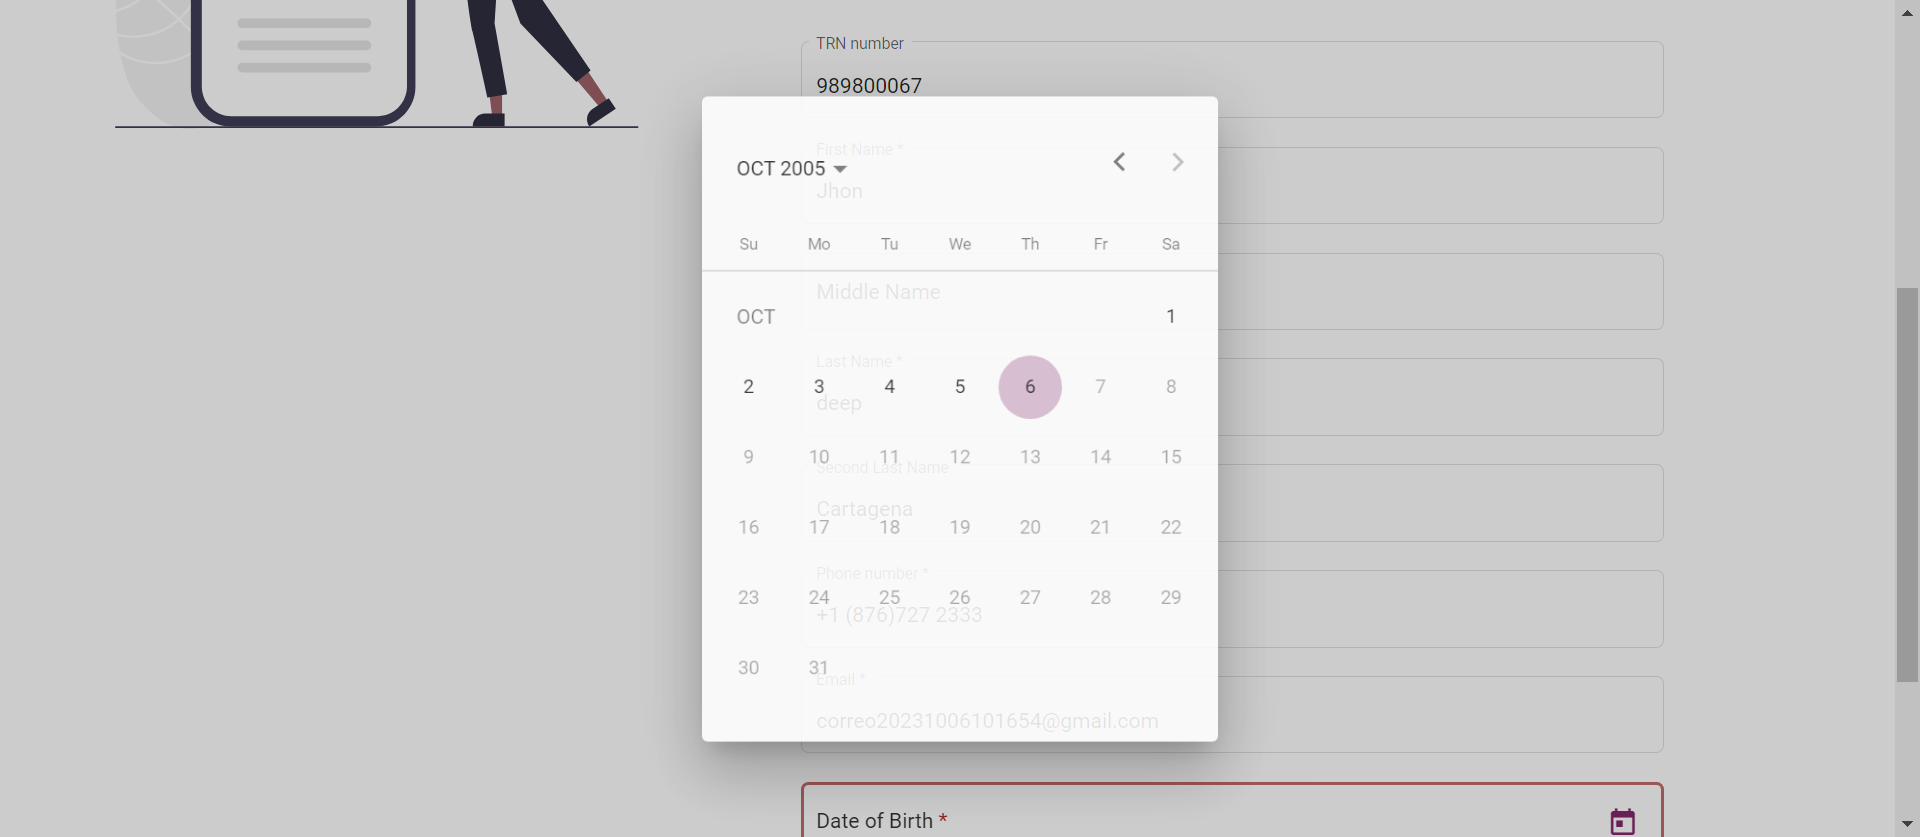 TRN number
989800067
First Name *
OCT 2005
Jhon
Su Mo Tu We Th Fr Sa
Middle Name
OCT 1
Last Name *
2 3 4 5 6 7 8
deep
9 10 11 12 13 14 15
Second Last Name
Cartagena
16 17 18 19 20 21 22
Phone number *
23 24 25 26 27 28 29
+1 (876)727 2333
30 31
Email *
correo20231006101654@gmail.com
Date of Birth *